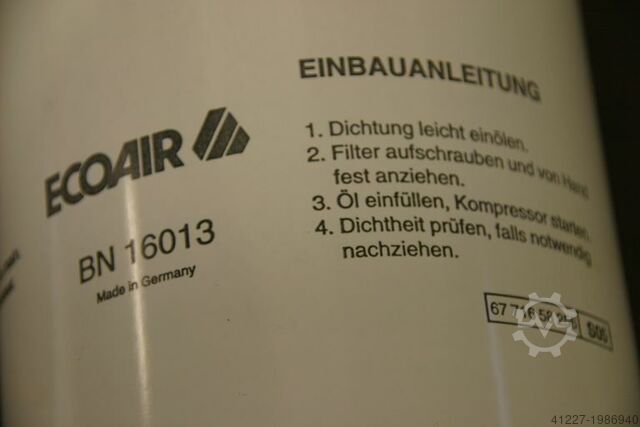 EINBAUANLEITUNG
1. Dichtung leicht einölen.
2. Filter aufschrauben und von Hand
fest anziehen.
3. Öl einfüllen, Kompressor starten.
4. Dichtheit prüfen, falls notwendig
nachziehen.
ECOAIR
BN 16013
Made in Germany
67
41227-1986940